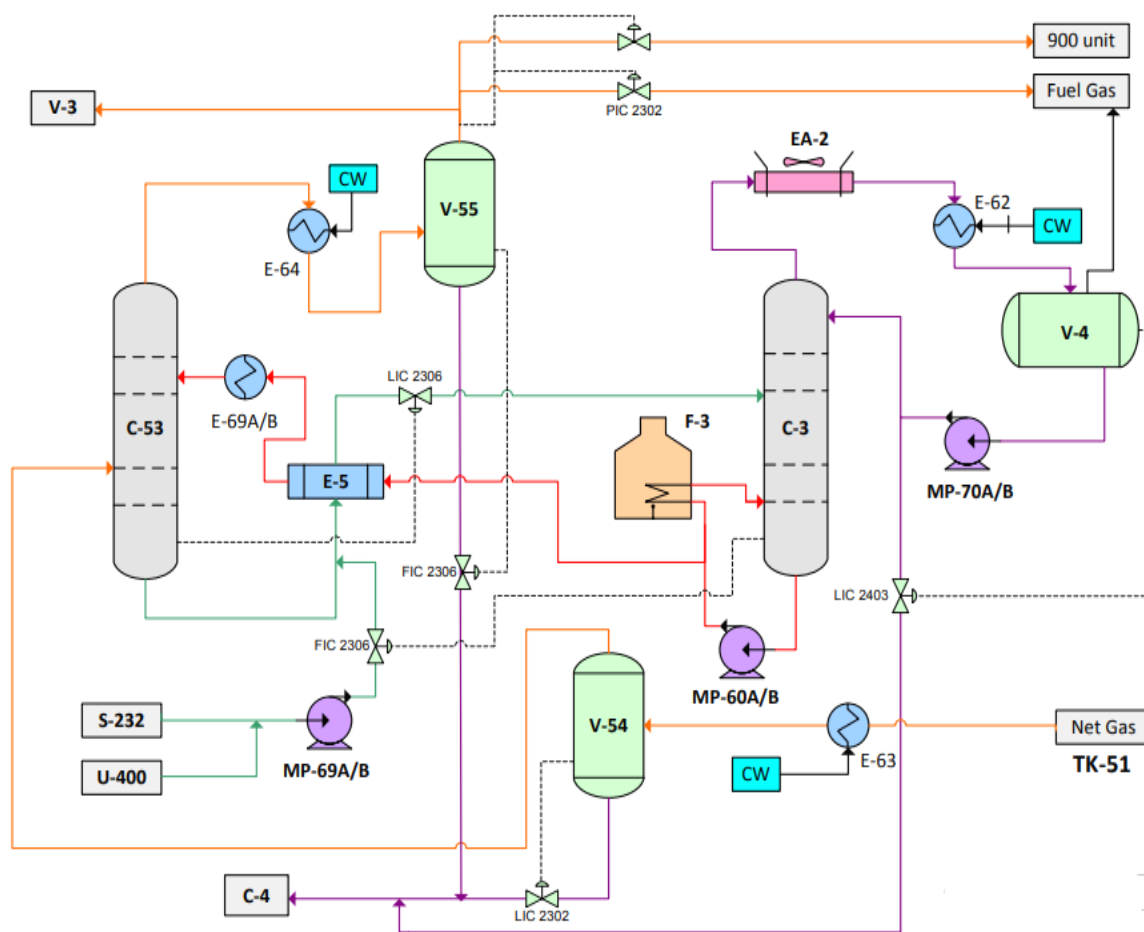 900 unit
Fuel Gas
PIC 2302
V-3
EA-2
CW
V-55
E-62
CW
E-64
V-4
LIC 2306
E-69A/B
F-3
C-53
C-3
E-5
MP-70A/B
FIC 2306
LIC 2403
FIC 2306
MP-60A/B
S-232
V-54
Net Gas
MP-69A/B
E-63
TK-51
U-400
CW
C-4
LIC 2302